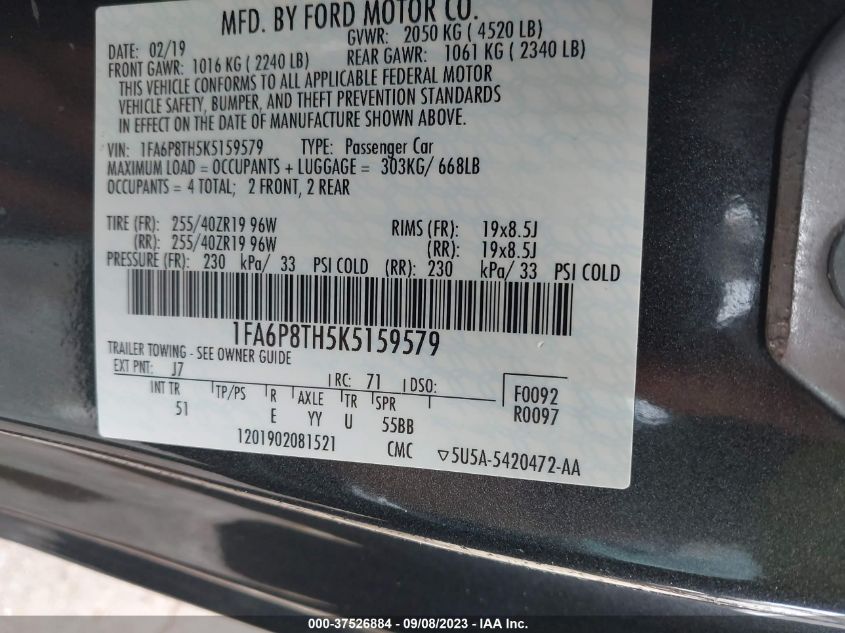 MFD. BY FORD MOTOR CO.
DATE: 02/19 GVWR: 2050 KG ( 4520 LB)
FRONT GAWR: 1016 KG ( 2240 LB) REAR GAWR: 1061 KG ( 2340 LB)
THIS VEHICLE CONFORMS TO ALL APPLICABLE FEDERAL MOTOR
VEHICLE SAFETY, BUMPER, AND THEFT PREVENTION STANDARDS
IN EFFECT ON THE DATE OF MANUFACTURE SHOWN ABOVE.
VIN: 1FA6P8TH5K5159579 TYPE: Passenger Car
MAXIMUM LOAD = OCCUPANTS + LUGGAGE = 303KG/ 668LB
OCCUPANTS = 4 TOTAL; 2 FRONT, 2 REAR
TIRE (FR): 255/40ZR19 96W RIMS (FR): 19x8.5J
(RR): 255/40ZR19 96W (RR): 19x8.5J
PRESSURE (FR): 230 kPa/ 33 PSI COLD (RR): 230 kPa/ 33 PSI COLD
1FA6P8TH5K5159579
TRAILER TOWING - SEE OWNER GUIDE
EXT PNT: J7 RC: 71 DSO: F0092
INT TR TP/PS R AXLE TR SPR R0097
51 E YY U 55BB
1201902081521 CMC ▽5U5A-5420472-AA
000-37526884 - 09/08/2023 - IAA Inc.